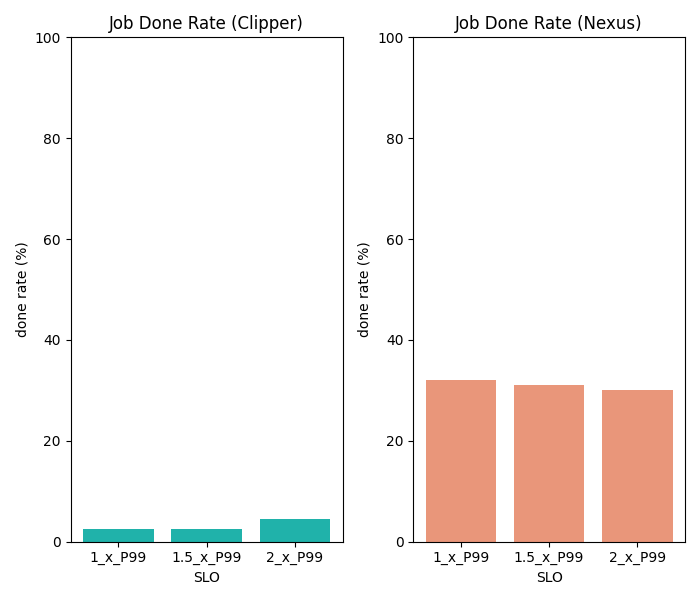 Job Done Rate (Clipper)
100
80
60
40
20
0
done rate (%)
1_x_P99 1.5_x_P99 2_x_P99
SLO
Job Done Rate (Nexus)
100
80
60
40
20
0
done rate (%)
1_x_P99 1.5_x_P99 2_x_P99
SLO